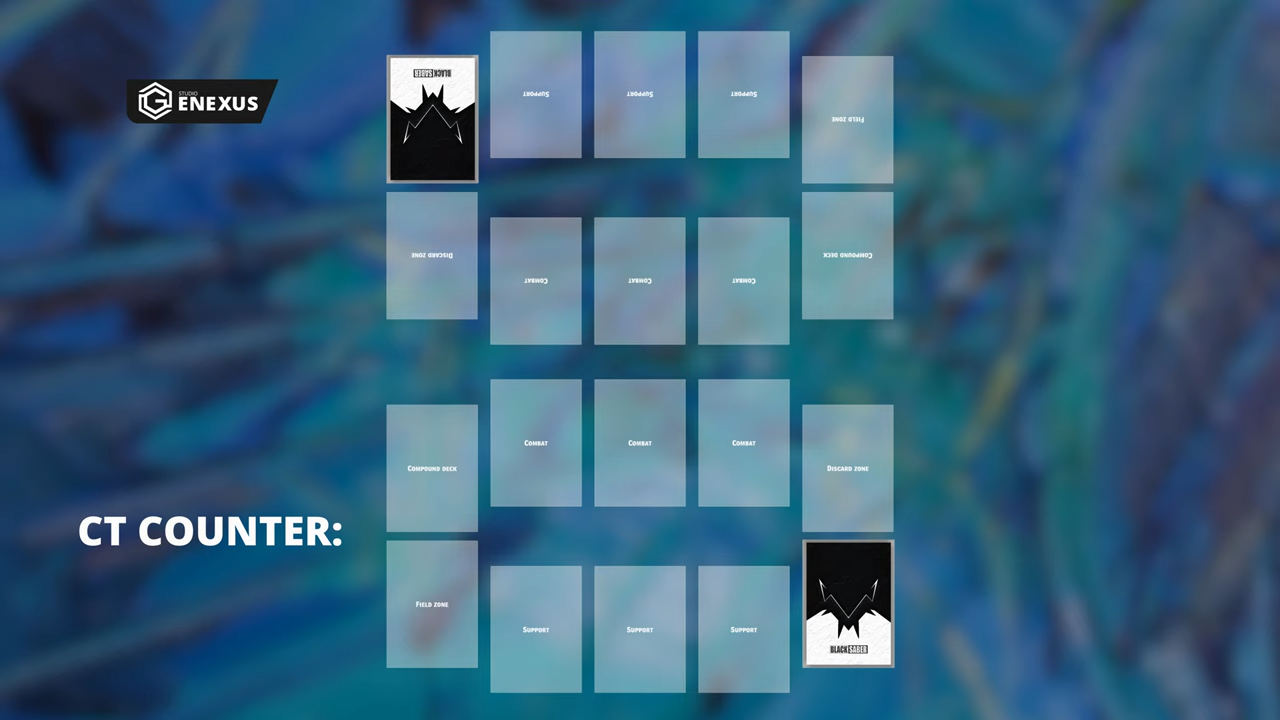 BLACKSABER
SUPPORT
SUPPORT
SUPPORT
FIELD ZONE
STUDIO
ENEXUS
DISCARD ZONE
COMBAT
COMBAT
COMBAT
COMPOUND DECK
COMPOUND DECK
COMBAT
COMBAT
COMBAT
DISCARD ZONE
CT COUNTER:
FIELD ZONE
SUPPORT
SUPPORT
SUPPORT
BLACKSABER